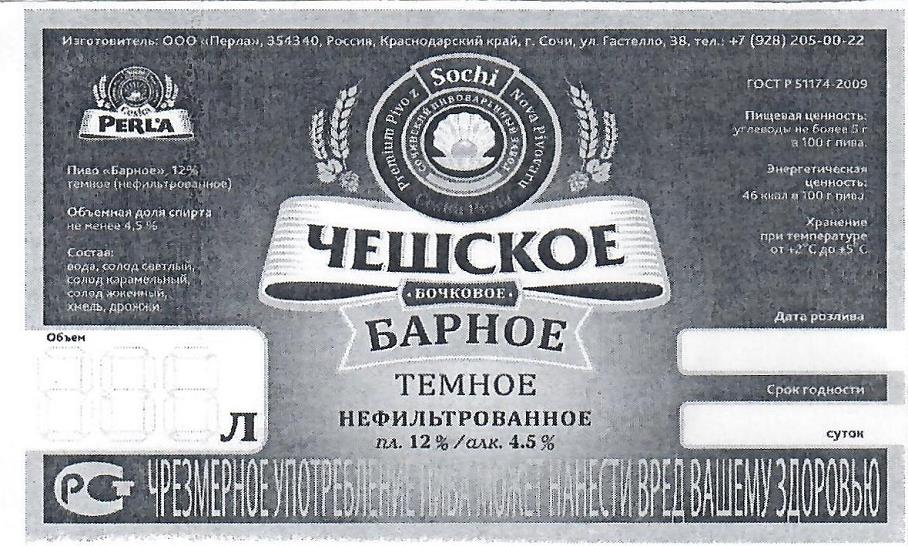 Изготовитель: ООО «Перла», 354340, Россия, Краснодарский край, г. Сочи, ул. Гастелло, 38, тел.: +7 (928) 205-00-22
PERLA
Пиво «Барное», 12%
темное (нефильтрованное)
Объемная доля спирта
не менее 4,5 %
Состав:
вода, солод светлый,
солод карамельный,
солод жженный,
хмель, дрожжи.
Объем
л
Sochi
Premium Pivo z
Nova Pivovaru
СОЧИНСКИЙ ПИВОВАРЕННЫЙ ЗАВОД
ЧЕШСКОЕ
·БОЧКОВОЕ·
БАРНОЕ
ТЕМНОЕ
НЕФИЛЬТРОВАННОЕ
пл. 12 % /алк. 4.5 %
ГОСТ Р 51174-2009
Пищевая ценность:
углеводы не более 5 г
в 100 г пива.
Энергетическая
ценность:
46 ккал в 100 г пива.
Хранение
при температуре
от +2°С до +5°С
Дата розлива
Срок годности
суток
РСТ ЧРЕЗМЕРНОЕ УПОТРЕБЛЕНИЕ ПИВА МОЖЕТ НАНЕСТИ ВРЕД ВАШЕМУ ЗДОРОВЬЮ